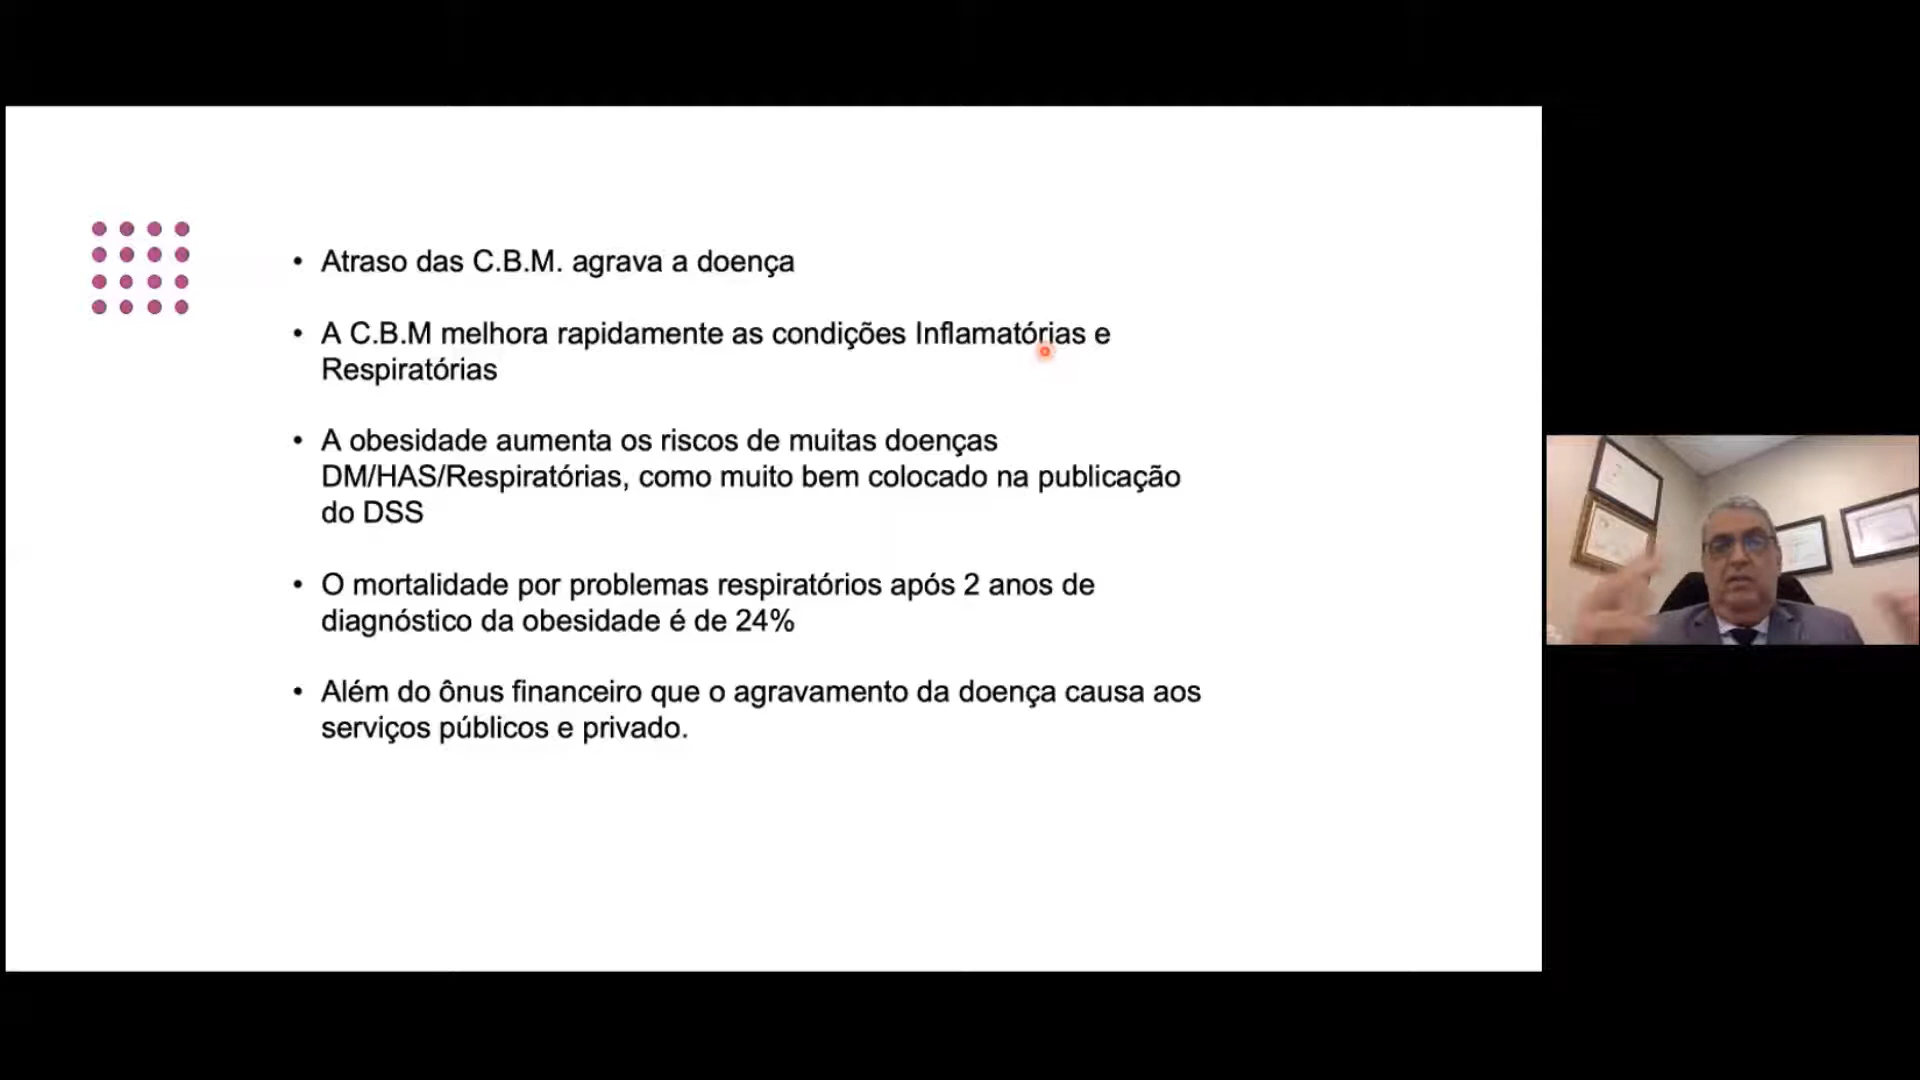 • Atraso das C.B.M. agrava a doença
• A C.B.M melhora rapidamente as condições Inflamatórias e
Respiratórias
• A obesidade aumenta os riscos de muitas doenças
DM/HAS/Respiratórias, como muito bem colocado na publicação
do DSS
• O mortalidade por problemas respiratórios após 2 anos de
diagnóstico da obesidade é de 24%
• Além do ônus financeiro que o agravamento da doença causa aos
serviços públicos e privado.